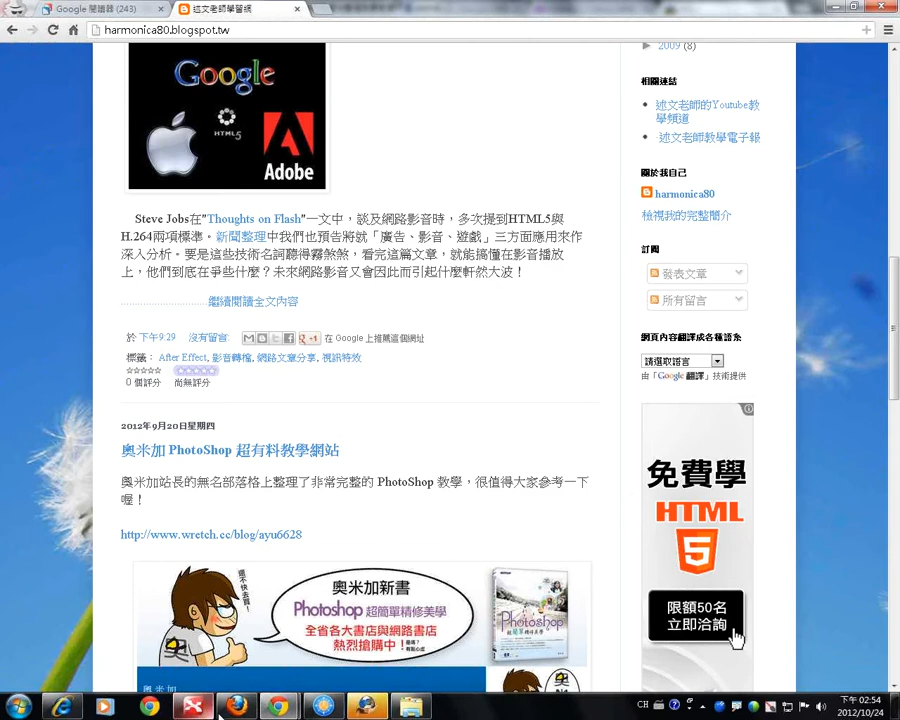 Google 閱讀器 (243)
述文老師學習網
harmonica80.blogspot.tw
Google
HTML5
Adobe
Steve Jobs在"Thoughts on Flash"一文中，談及網路影音時，多次提到HTML5與
H.264兩項標準。新聞整理中我們也預告將就「廣告、影音、遊戲」三方面應用來作
深入分析。要是這些技術名詞聽得霧煞煞，看完這篇文章，就能搞懂在影音播放
上，他們到底在爭些什麼？未來網路影音又會因此而引起什麼軒然大波！
..............................繼續閱讀全文內容
於 下午9:29 沒有留言:
+1 在 Google 上推薦這個網址
標籤： After Effect, 影音轉檔, 網路文章分享, 視訊特效
0 個評分 尚無評分
2012年9月20日星期四
奧米加 PhotoShop 超有料教學網站
奧米加站長的無名部落格上整理了非常完整的 PhotoShop 教學，很值得大家參考一下
喔！
http://www.wretch.cc/blog/ayu6628
還不快去買！
奧米加新書
Photoshop 超簡單精修美學
全省各大書店與網路書店
熱烈搶購中！
奧
Photoshop
奧米加
2009 (8)
相關連結
述文老師的Youtube教
學頻道
述文老師教學電子報
關於我自己
harmonica80
檢視我的完整簡介
訂閱
發表文章
所有留言
網頁內容翻譯成各種語系
請選取語言
由「Google 翻譯」技術提供
免費學
HTML
5
限額50名
立即洽詢
CH
下午 02:54
2012/10/24